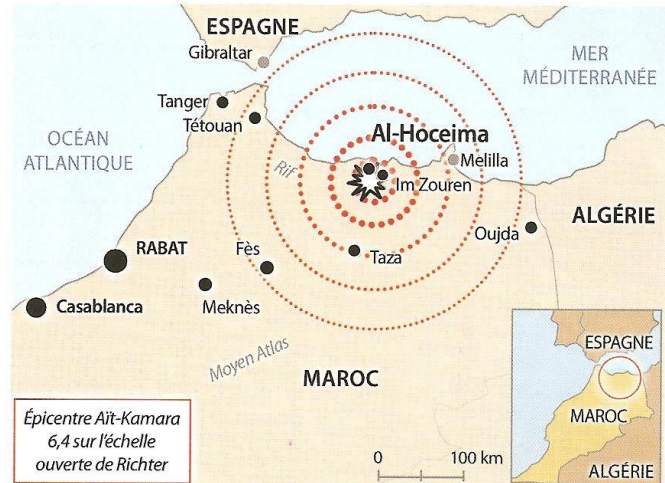 ESPAGNE
Gibraltar
MER
MÉDITERRANÉE
Tanger
Tétouan
OCÉAN
ATLANTIQUE
Al-Hoceima
Melilla
Rif
Im Zouren
ALGÉRIE
Oujda
Fès
Taza
RABAT
Casablanca
Meknès
Moyen Atlas
MAROC
ESPAGNE
MAROC
ALGÉRIE
Épicentre Aït-Kamara
6,4 sur l'échelle
ouverte de Richter
0 100 km